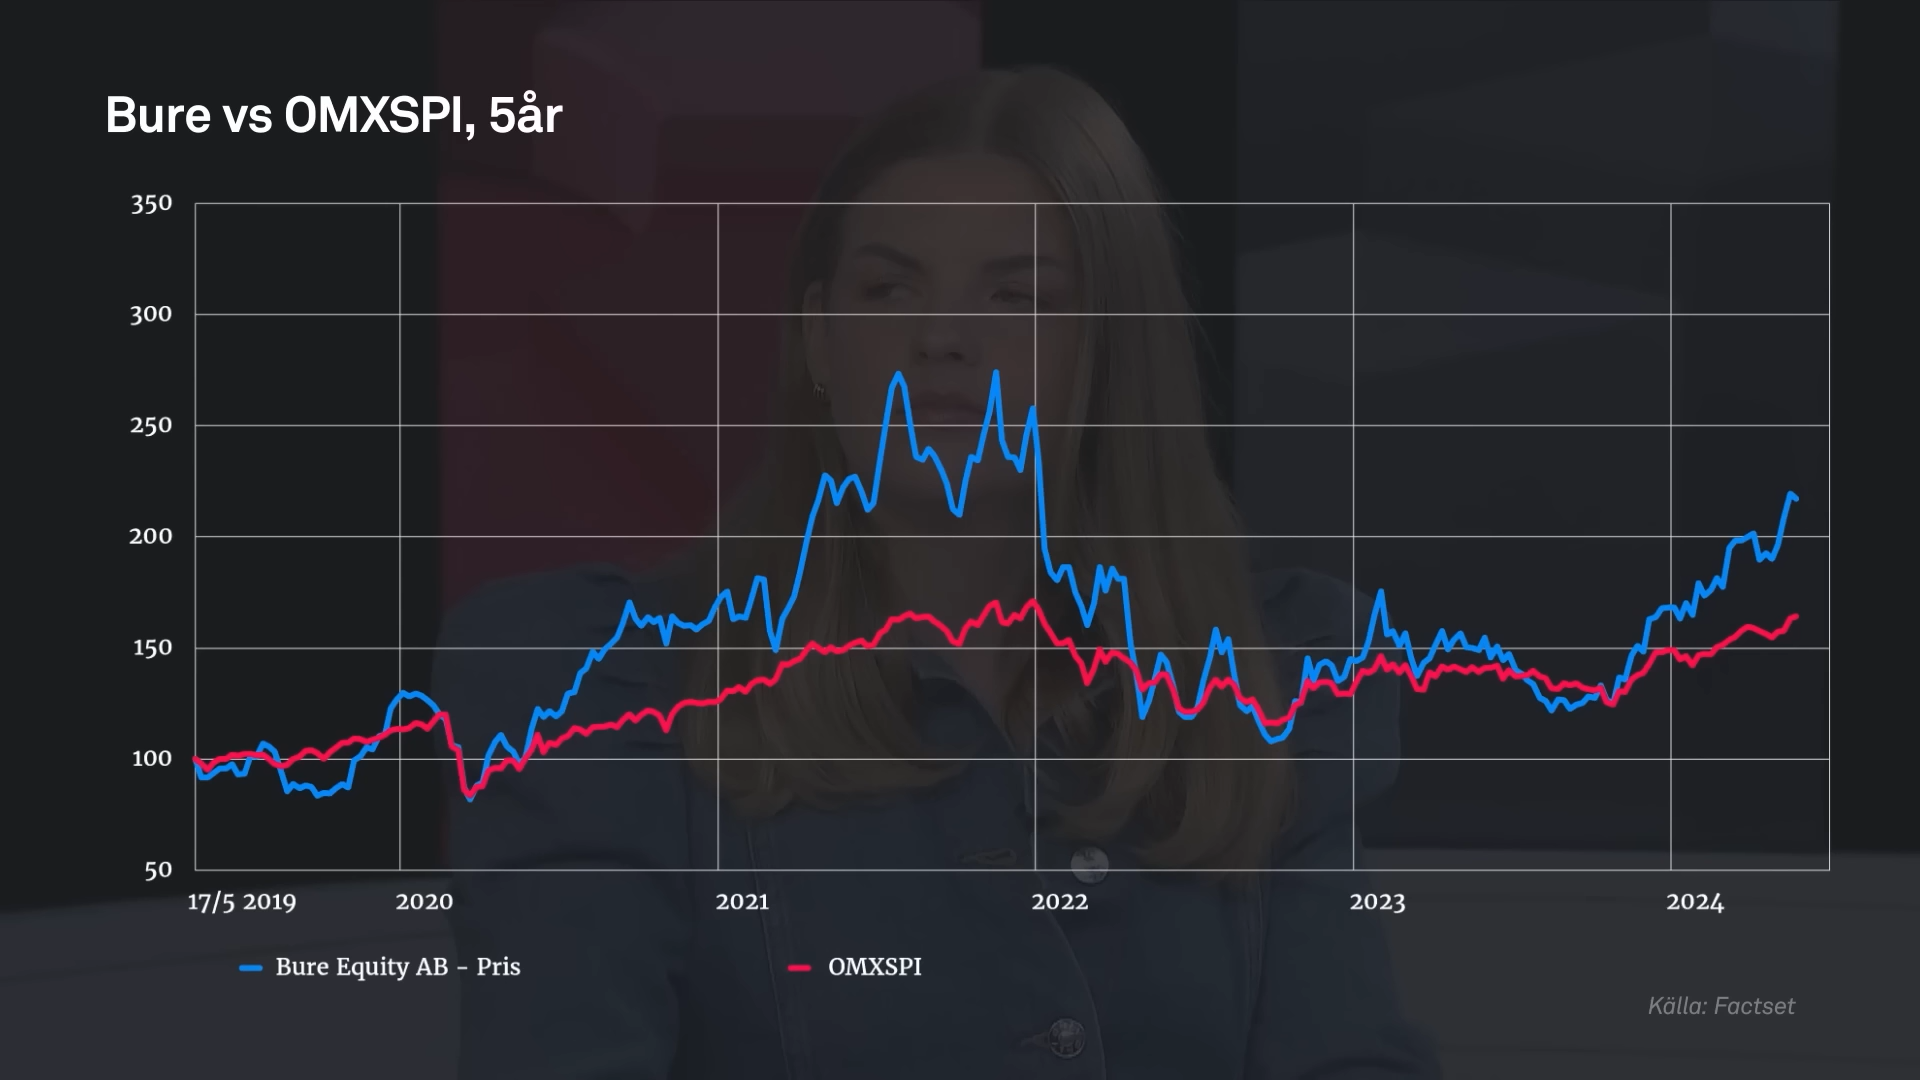 Bure vs OMXSPI, 5år
350
300
250
200
150
100
50
17/5 2019 2020 2021 2022 2023 2024
Bure Equity AB - Pris OMXSPI
Källa: Factset